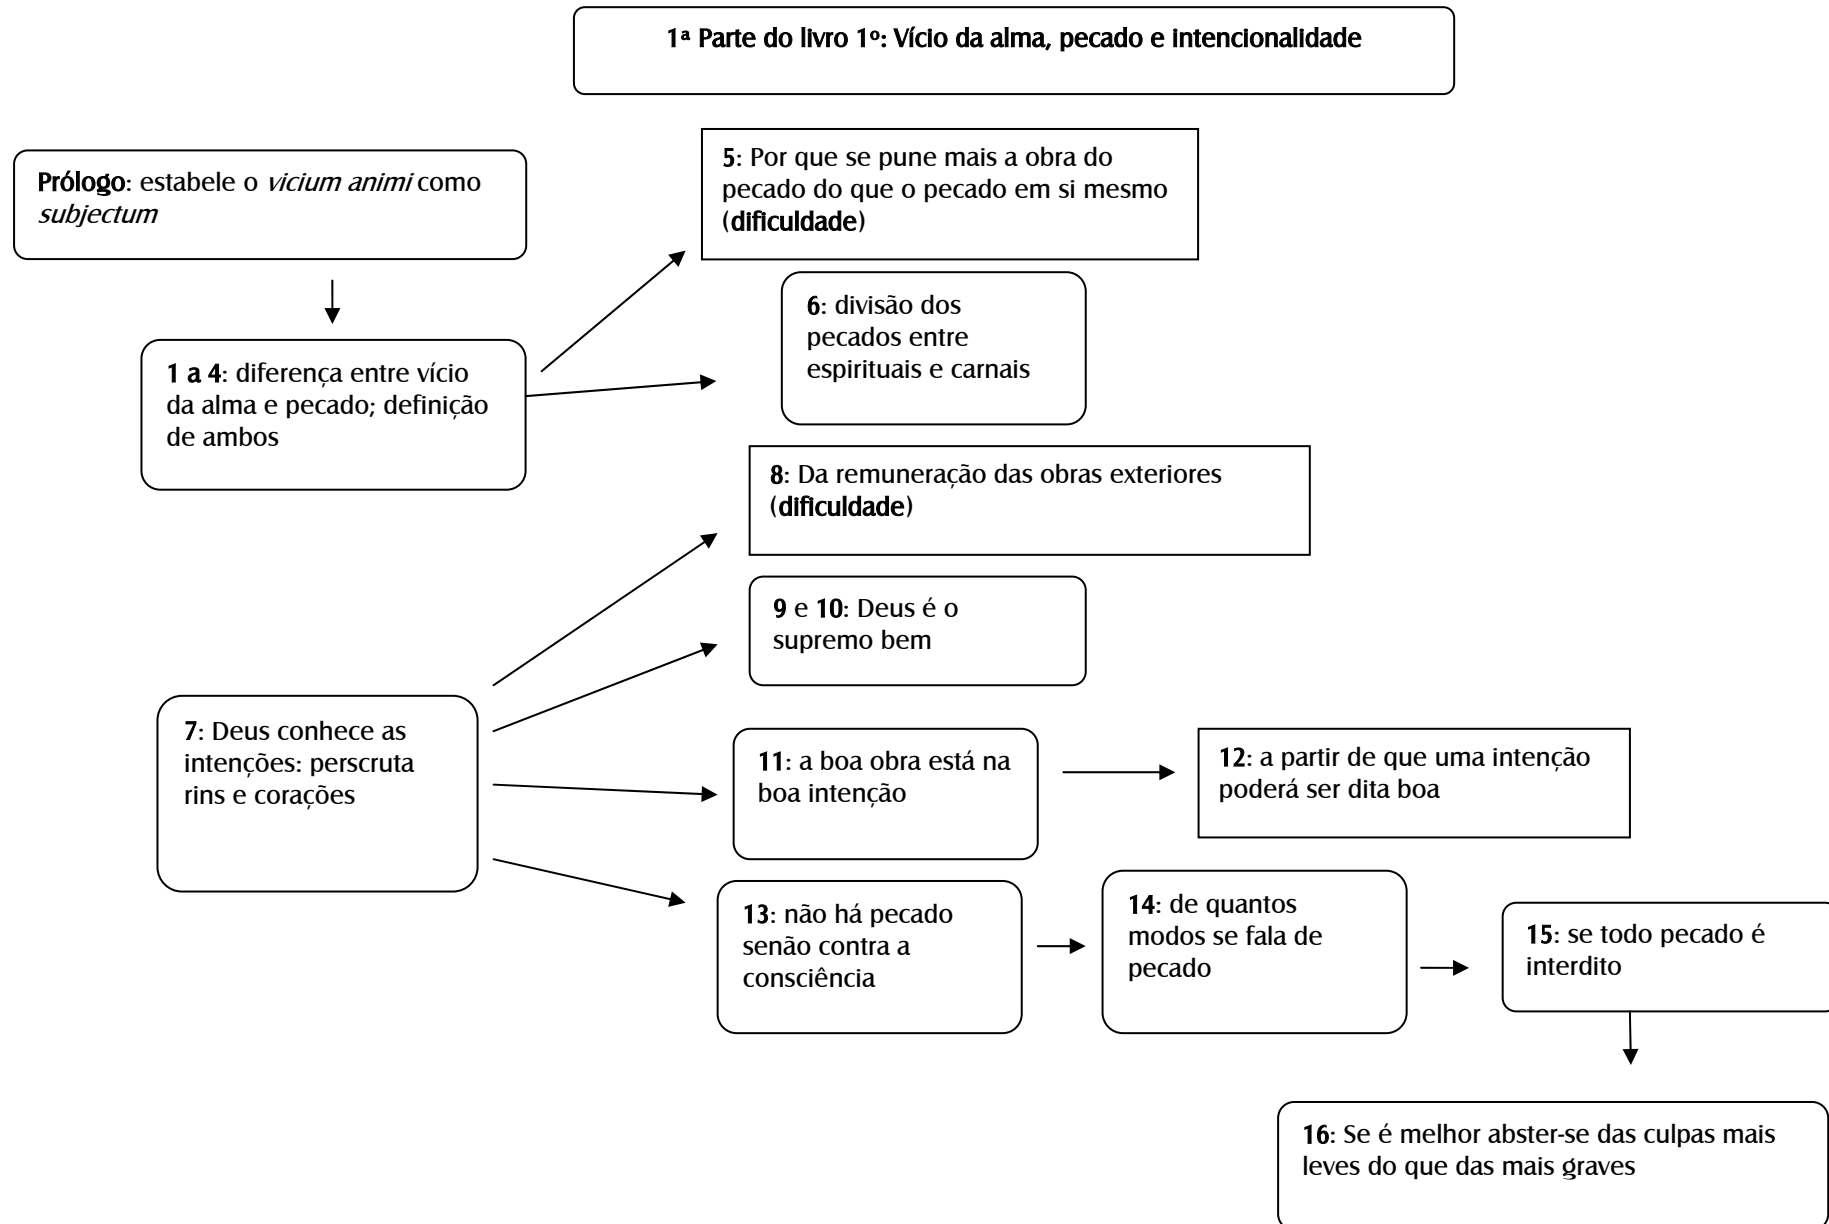 1ª Parte do livro 1º: Vício da alma, pecado e intencionalidade
Prólogo: estabele o vicium animi como
subjectum
5: Por que se pune mais a obra do
pecado do que o pecado em si mesmo
(dificuldade)
6: divisão dos
pecados entre
espirituais e carnais
1 a 4: diferença entre vício
da alma e pecado; definição
de ambos
8: Da remuneração das obras exteriores
(dificuldade)
9 e 10: Deus é o
supremo bem
7: Deus conhece as
intenções: perscruta
rins e corações
11: a boa obra está na
boa intenção
12: a partir de que uma intenção
poderá ser dita boa
13: não há pecado
senão contra a
consciência
14: de quantos
modos se fala de
pecado
15: se todo pecado é
interdito
16: Se é melhor abster-se das culpas mais
leves do que das mais graves